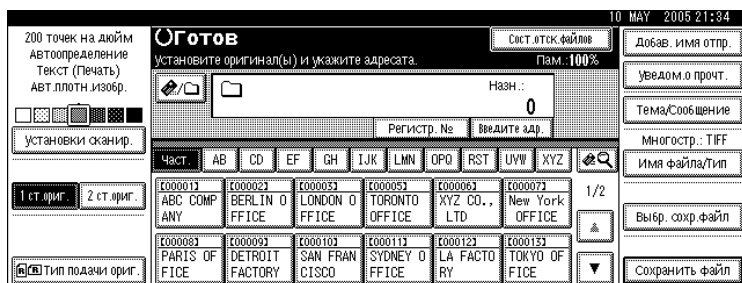 10 MAY 2005 21:34
200 точек на дюйм
Автоопределение
Текст (Печать)
Авт.плотн.изобр.
Установки сканир.
1 ст.ориг.
2 ст.ориг.
Тип подачи ориг.
Готов
Сост.отск.файлов
Установите оригинал(ы) и укажите адресата.
Пам.:100%
Назн.:
0
Регистр. №
Введите адр.
Част.
AB
CD
EF
GH
IJK
LMN
OPQ
RST
UVW
XYZ
[00001]
ABC COMP
ANY
[00002]
BERLIN O
FFICE
[00003]
LONDON O
FFICE
[00005]
TORONTO
OFFICE
[00006]
XYZ CO.,
LTD
[00007]
New York
OFFICE
[00008]
PARIS OF
FICE
[00009]
DETROIT
FACTORY
[00010]
SAN FRAN
CISCO
[00011]
SYDNEY O
FFICE
[00012]
LA FACTO
RY
[00013]
TOKYO OF
FICE
1/2
Добав. имя отпр.
Уведом.о прочт.
Тема/Сообщение
Многостр.: TIFF
Имя файла/Тип
Выбр. сохр.файл
Сохранить файл